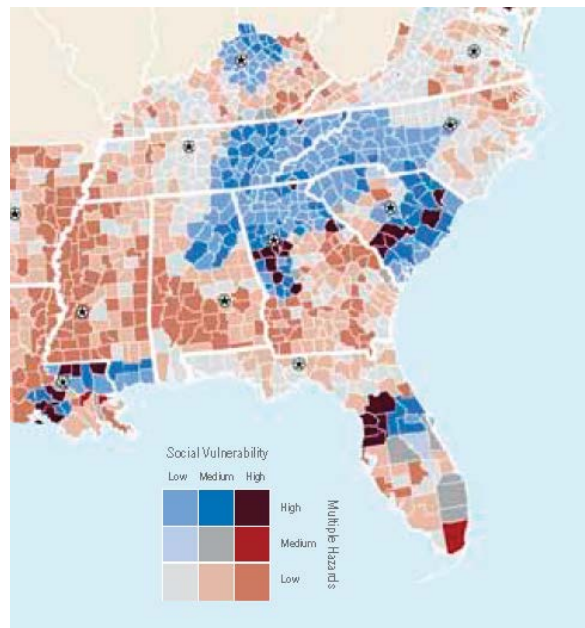 Social Vulnerability
Low Medium High
High
Medium
Low
Multiple Hazards